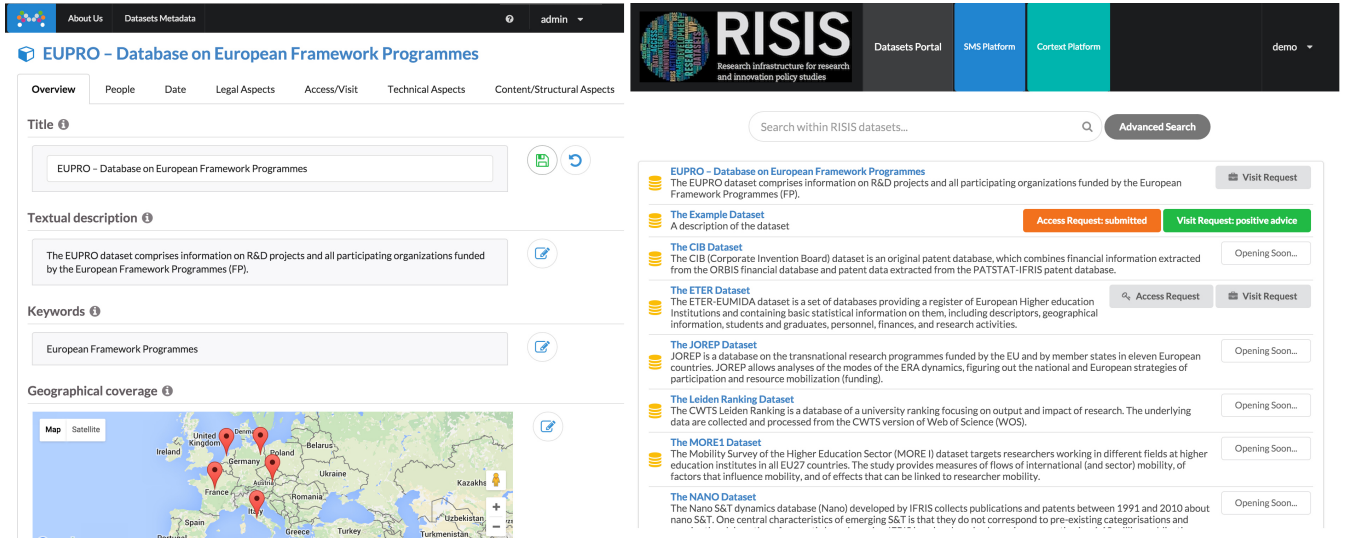 About Us
Datasets Metadata
admin
EUPRO – Database on European Framework Programmes
Overview
People
Date
Legal Aspects
Access/Visit
Technical Aspects
Content/Structural Aspects
Title
EUPRO – Database on European Framework Programmes
Textual description
The EUPRO dataset comprises information on R&D projects and all participating organizations funded
by the European Framework Programmes (FP).
Keywords
European Framework Programmes
Geographical coverage
Map
Satellite
United
Kingdom
Denma
Ireland
Belarus
Poland
Germany
Ukraine
Austria
France
Kazakhs
Romania
Italy
Spain
Uzbekistan
Portugal
Greece
Turkey
Turkmenistan
RISIS
Research infrastructure for research
and innovation policy studies
Datasets Portal
SMS Platform
Cortext Platform
demo
Search within RISIS datasets...
Advanced Search
EUPRO – Database on European Framework Programmes
The EUPRO dataset comprises information on R&D projects and all participating organizations funded by the European
Framework Programmes (FP).
Visit Request
The Example Dataset
A description of the dataset
Access Request: submitted
Visit Request: positive advice
The CIB Dataset
The CIB (Corporate Invention Board) dataset is an original patent database, which combines financial information extracted
from the ORBIS financial database and patent data extracted from the PATSTAT-IFRIS patent database.
Opening Soon...
The ETER Dataset
The ETER-EUMIDA dataset is a set of databases providing a register of European Higher education
Institutions and containing basic statistical information on them, including descriptors, geographical
information, students and graduates, personnel, finances, and research activities.
Access Request
Visit Request
The JOREP Dataset
JOREP is a database on the transnational research programmes funded by the EU and by member states in eleven European
countries. JOREP allows analyses of the modes of the ERA dynamics, figuring out the national and European strategies of
participation and resource mobilization (funding).
Opening Soon...
The Leiden Ranking Dataset
The CWTS Leiden Ranking is a database of a university ranking focusing on output and impact of research. The underlying
data are collected and processed from the CWTS version of Web of Science (WOS).
Opening Soon...
The MORE1 Dataset
The Mobility Survey of the Higher Education Sector (MORE I) dataset targets researchers working in different fields at higher
education institutes in all EU27 countries. The study provides measures of flows of international (and sector) mobility, of
factors that influence mobility, and of effects that can be linked to researcher mobility.
Opening Soon...
The NANO Dataset
The Nano S&T dynamics database (Nano) developed by IFRIS collects publications and patents between 1991 and 2010 about
nano S&T. One central characteristics of emerging S&T is that they do not correspond to pre-existing categorisations and
Opening Soon...